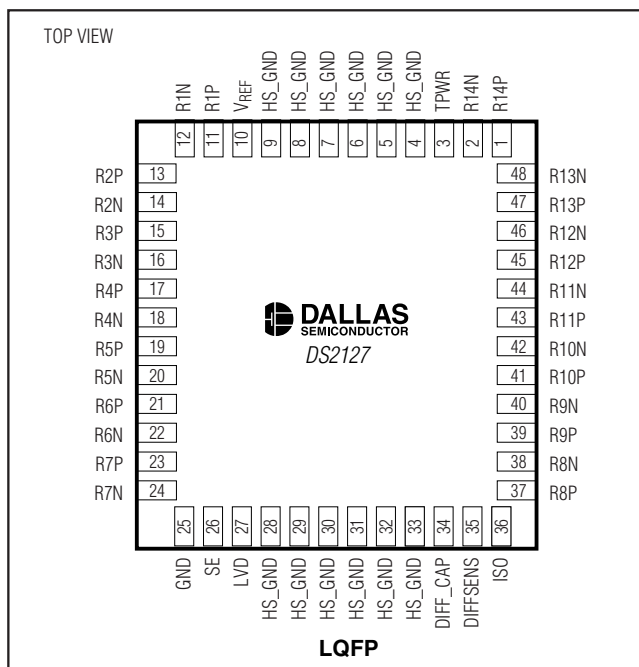 TOP VIEW
R1N
R1P
VREF
HS_GND
HS_GND
HS_GND
HS_GND
HS_GND
HS_GND
TPWR
R14N
R14P
12
11
10
9
8
7
6
5
4
3
2
1
R2P 13
R2N 14
R3P 15
R3N 16
R4P 17
R4N 18
R5P 19
R5N 20
R6P 21
R6N 22
R7P 23
R7N 24
DALLAS
SEMICONDUCTOR
DS2127
48 R13N
47 R13P
46 R12N
45 R12P
44 R11N
43 R11P
42 R10N
41 R10P
40 R9N
39 R9P
38 R8N
37 R8P
25
26
27
28
29
30
31
32
33
34
35
36
GND
SE
LVD
HS_GND
HS_GND
HS_GND
HS_GND
HS_GND
HS_GND
DIFF_CAP
DIFFSENS
ISO
LQFP